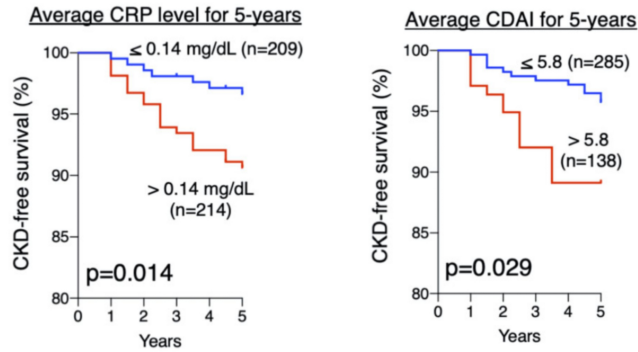 Average CRP level for 5-years
CKD-free survival (%)
100
95
90
85
80
≤ 0.14 mg/dL (n=209)
> 0.14 mg/dL
(n=214)
p=0.014
0 1 2 3 4 5
Years
Average CDAI for 5-years
CKD-free survival (%)
100
95
90
85
80
≤ 5.8 (n=285)
> 5.8
(n=138)
p=0.029
0 1 2 3 4 5
Years